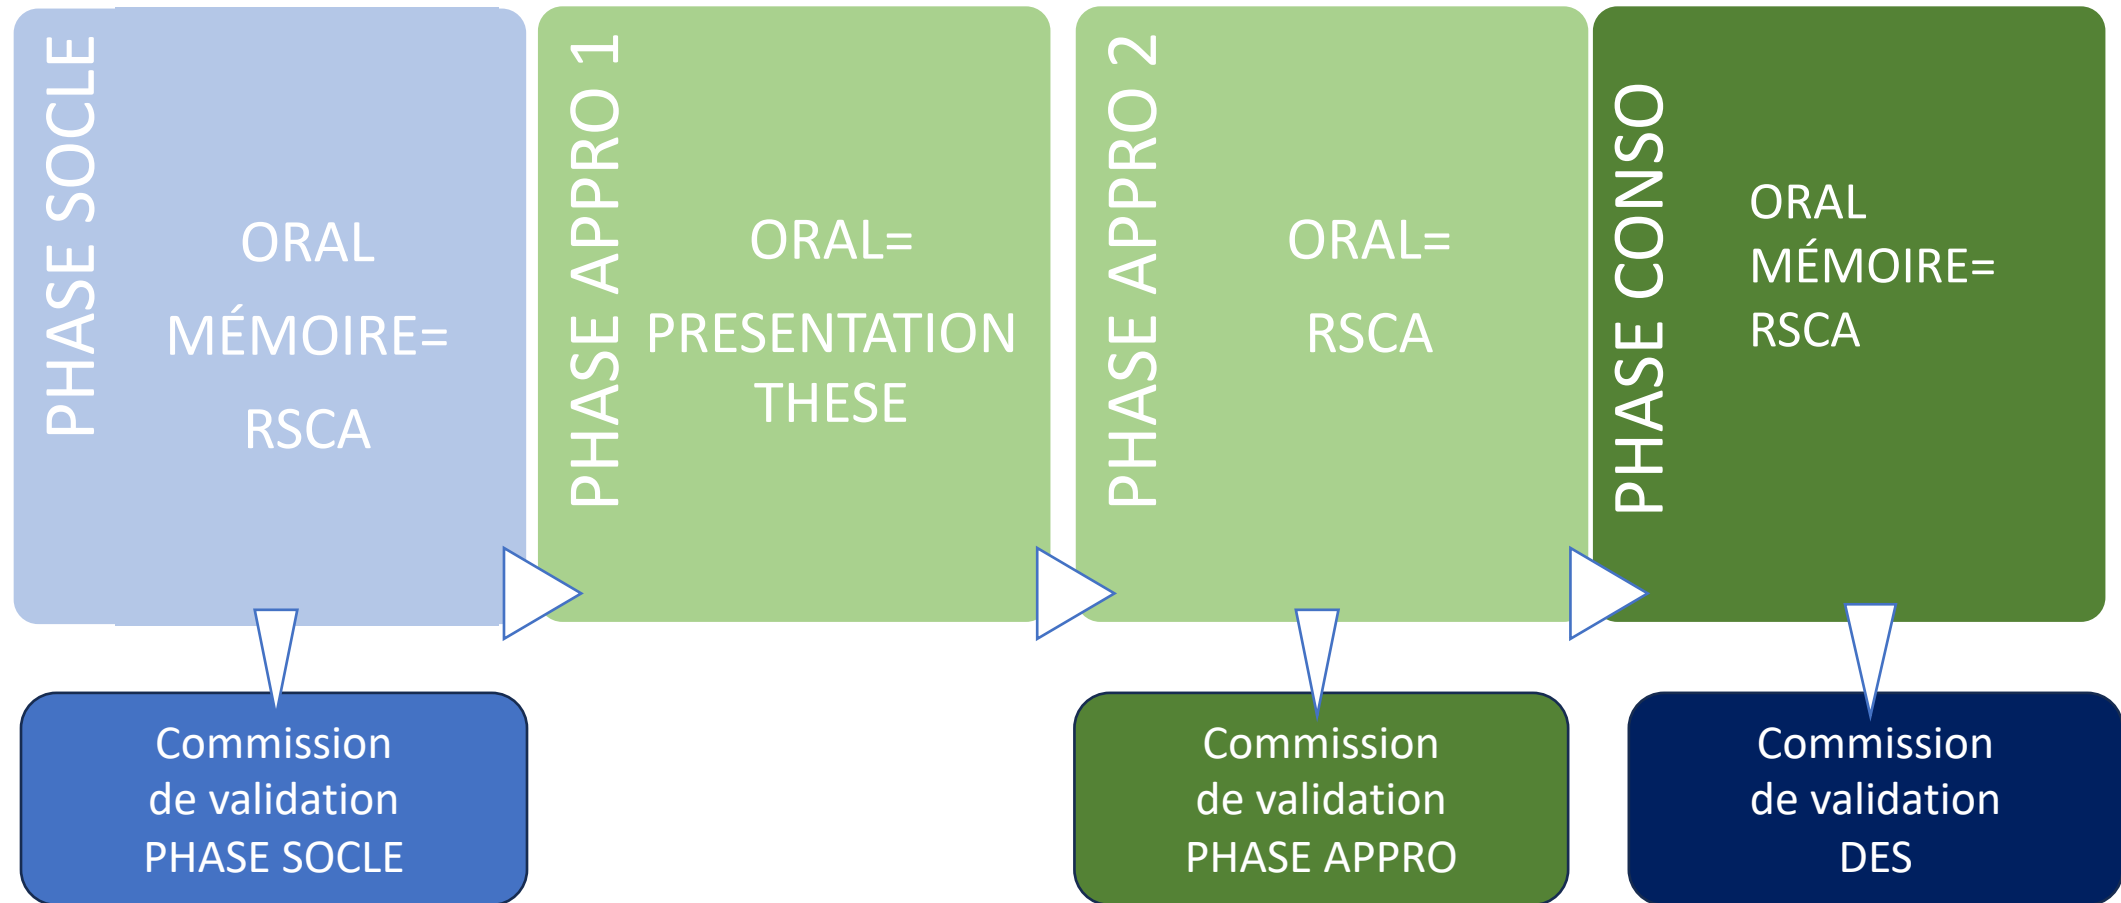 PHASE SOCLE
ORAL
MÉMOIRE=
RSCA
PHASE APPRO 1
ORAL=
PRESENTATION
THESE
PHASE APPRO 2
ORAL=
RSCA
PHASE CONSO
ORAL
MÉMOIRE=
RSCA
Commission
de validation
PHASE SOCLE
Commission
de validation
PHASE APPRO
Commission
de validation
DES